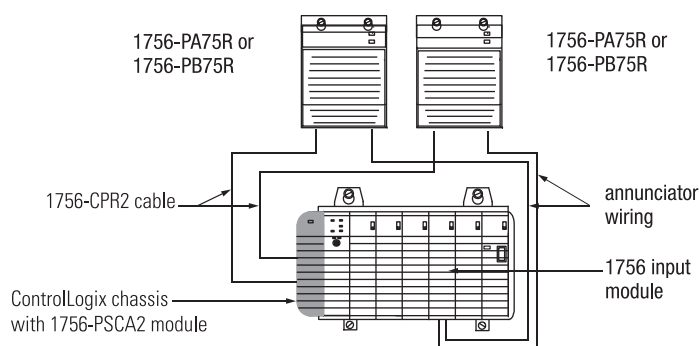 1756-PA75R or
1756-PB75R
1756-PA75R or
1756-PB75R
1756-CPR2 cable
annunciator
wiring
1756 input
module
ControlLogix chassis
with 1756-PSCA2 module